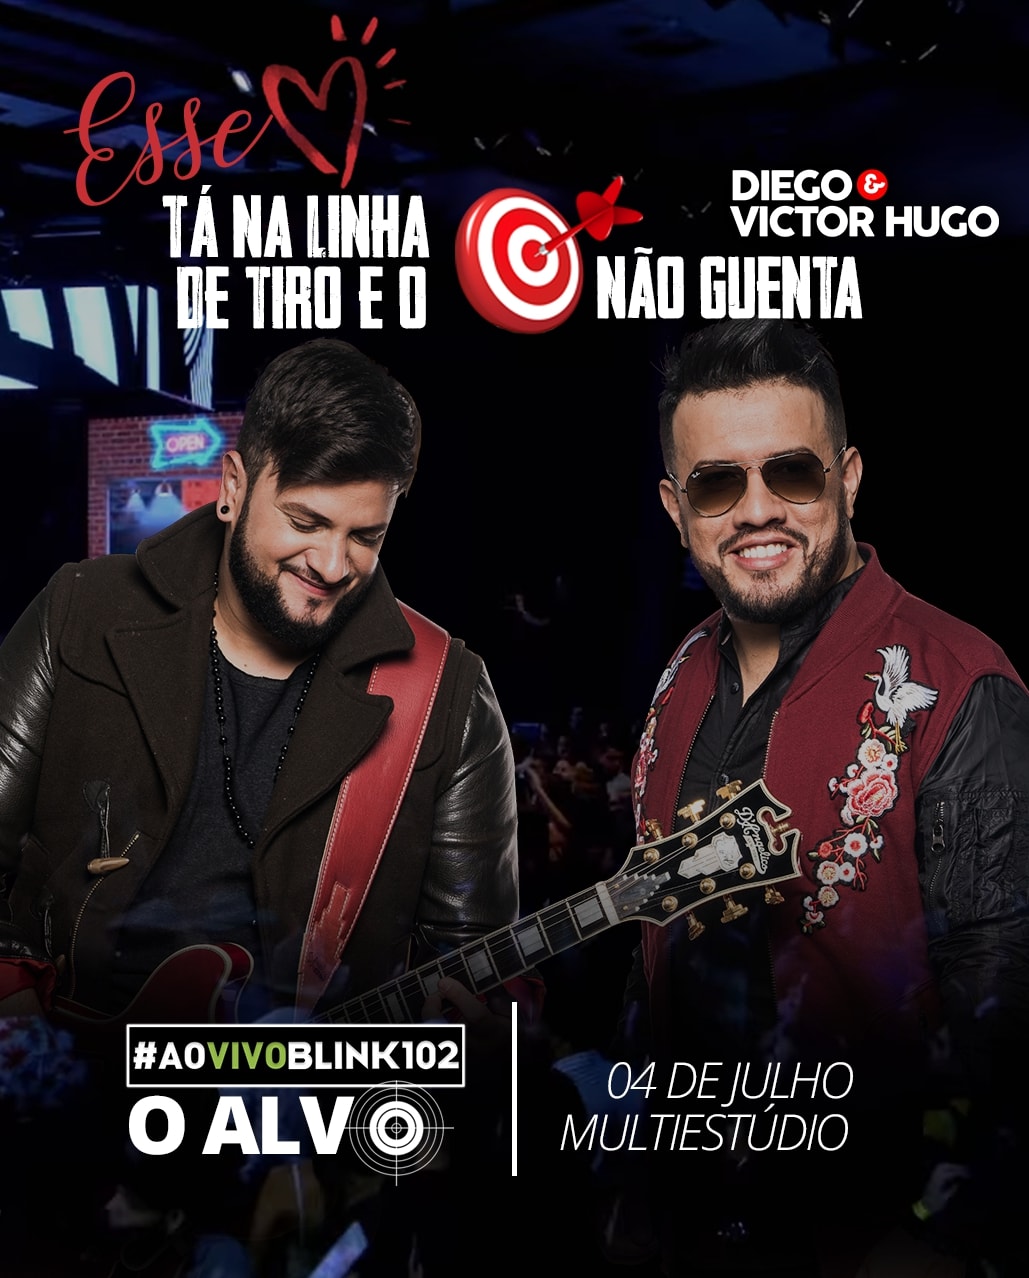 Esse
TÁ NA LINHA
DE TIRO E O
NÃO GUENTA
DIEGO &
VICTOR HUGO
OPEN
D'Angelico
#AOVIVOBLINK102
O ALVO
04 DE JULHO
MULTIESTÚDIO